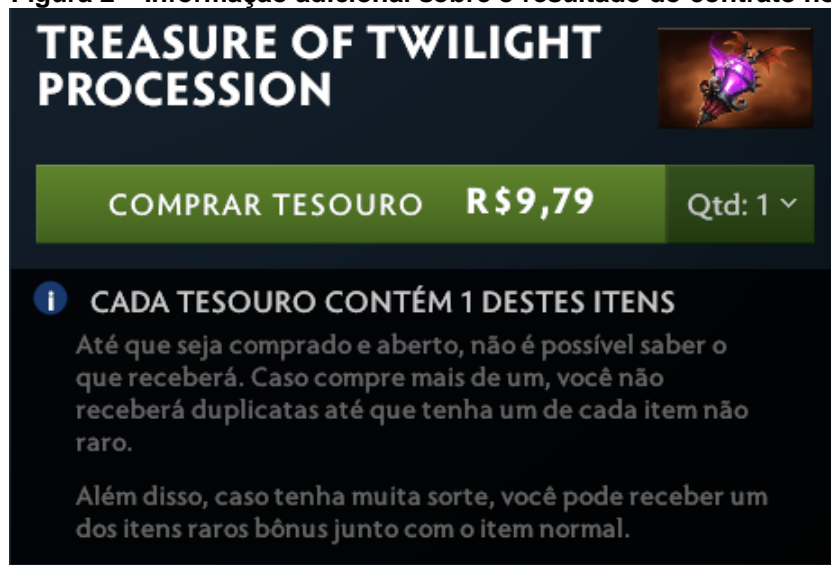 TREASURE OF TWILIGHT
PROCESSION
COMPRAR TESOURO R$9,79 Qtd: 1
i CADA TESOURO CONTÉM 1 DESTES ITENS
Até que seja comprado e aberto, não é possível saber o
que receberá. Caso compre mais de um, você não
receberá duplicatas até que tenha um de cada item não
raro.
Além disso, caso tenha muita sorte, você pode receber um
dos itens raros bônus junto com o item normal.